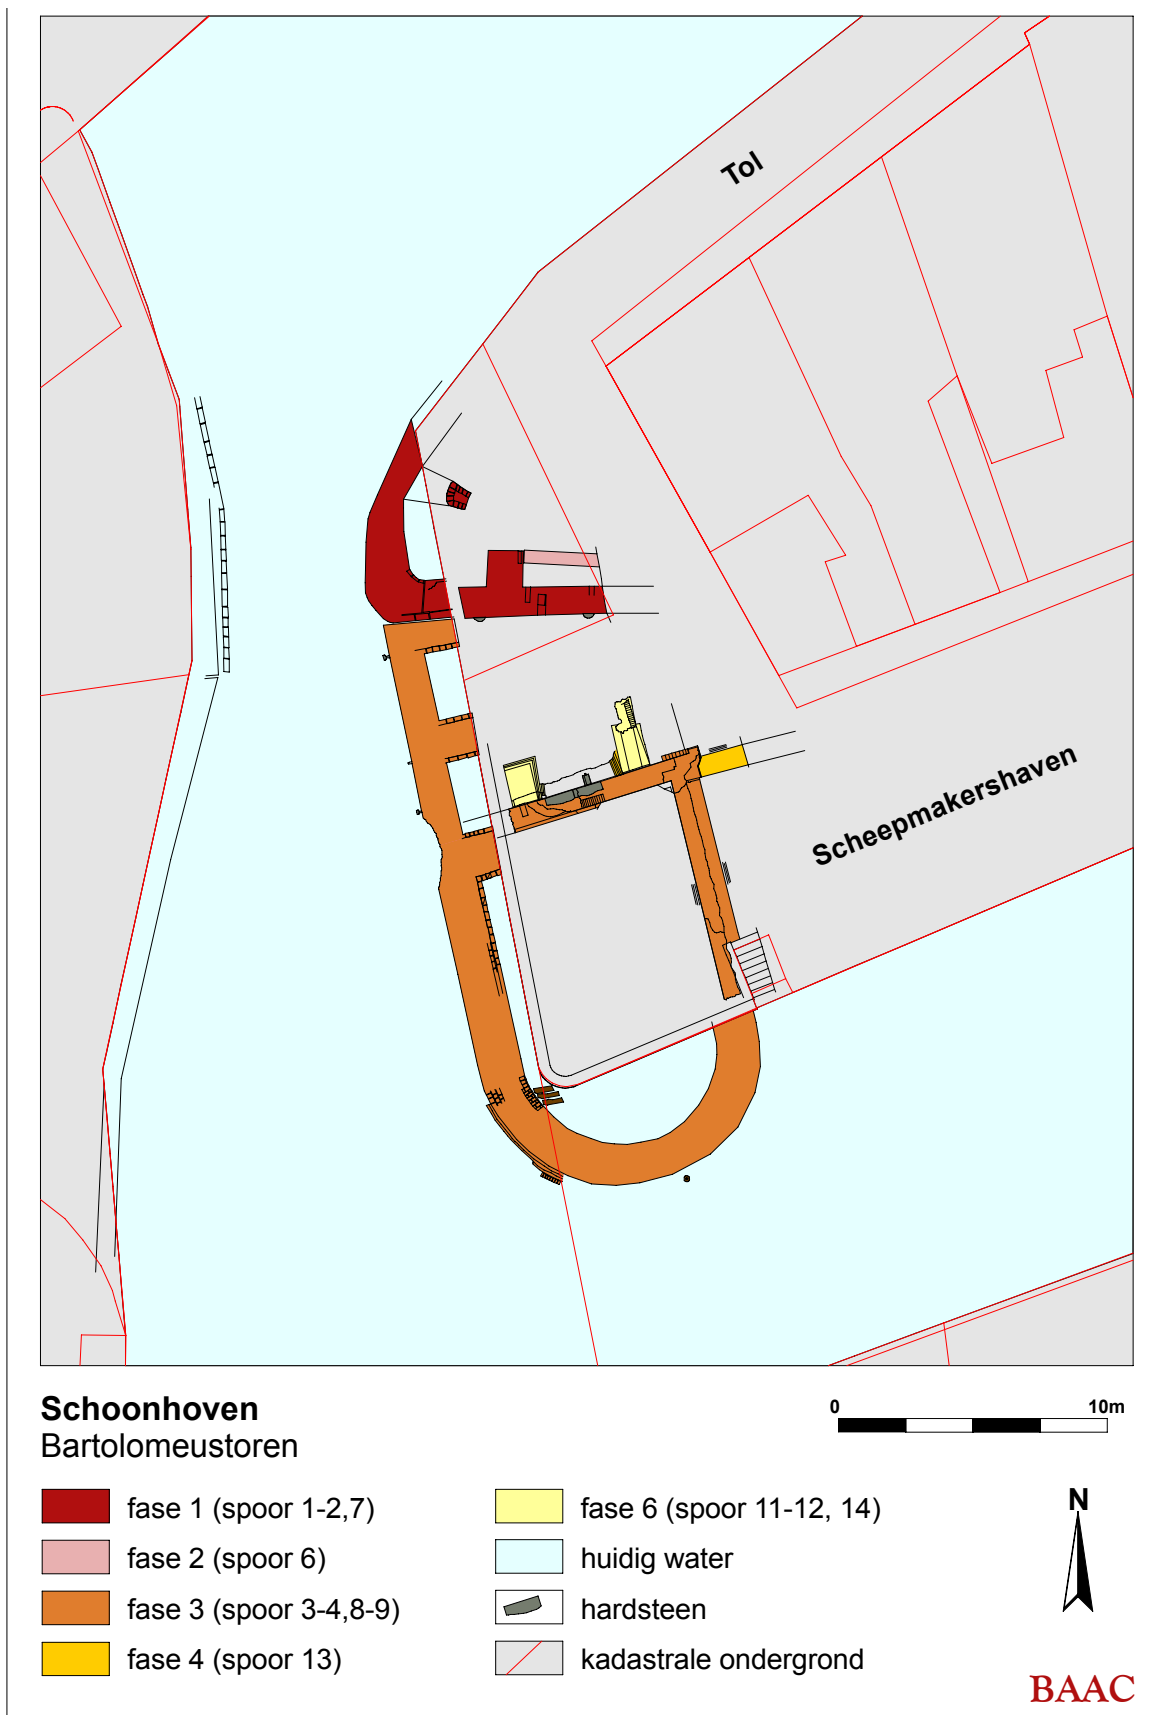 Tol
Scheepmakershaven
Schoonhoven
Bartolomeustoren
0 10m
fase 1 (spoor 1-2,7)
fase 2 (spoor 6)
fase 3 (spoor 3-4,8-9)
fase 4 (spoor 13)
fase 6 (spoor 11-12, 14)
huidig water
hardsteen
kadastrale ondergrond
N
BAAC